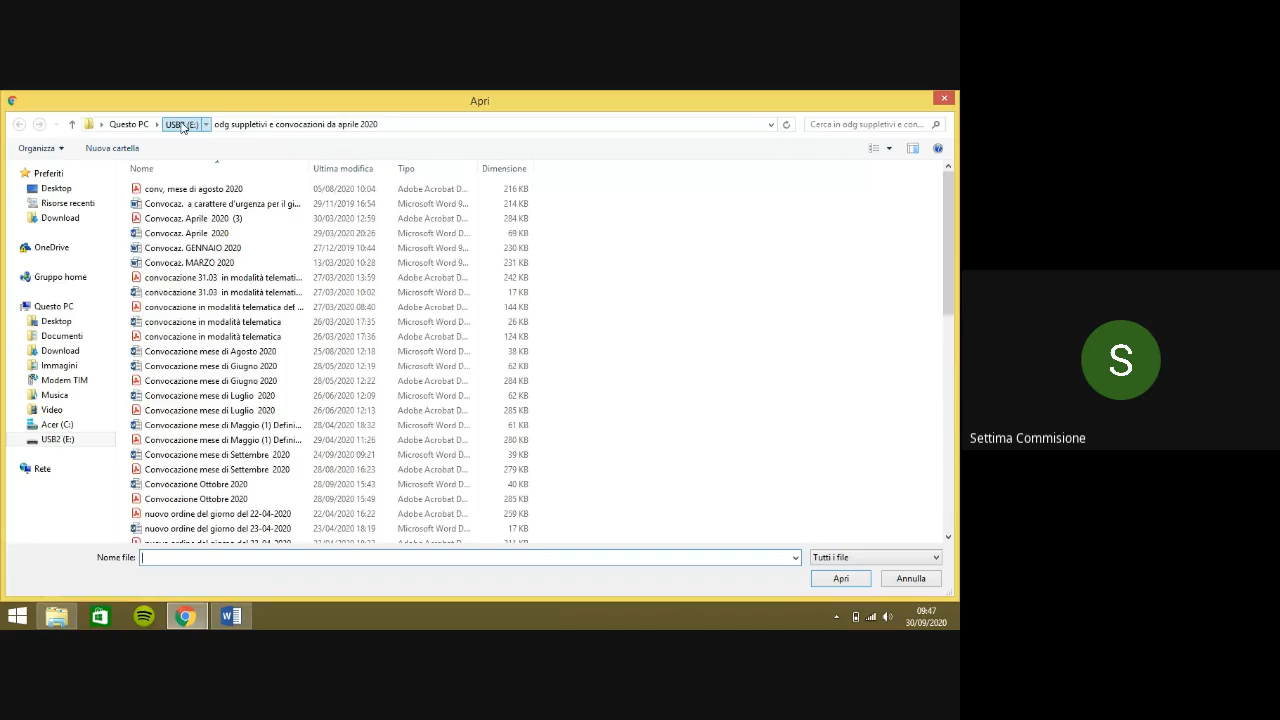 Apri
Questo PC
USB2 (E:)
odg suppletivi e convocazioni da aprile 2020
Cerca in odg suppletivi e con...
Organizza
Nuova cartella
Nome Ultima modifica Tipo Dimensione
Preferiti
Desktop
Risorse recenti
Download
OneDrive
Gruppo home
Questo PC
Desktop
Documenti
Download
Immagini
Modem TIM
Musica
Video
Acer (C:)
USB2 (E:)
Rete
conv, mese di agosto 2020 05/08/2020 10:04 Adobe Acrobat D... 216 KB
Convocaz. a carattere d'urgenza per il gi... 29/11/2019 16:54 Microsoft Word 9... 214 KB
Convocaz. Aprile 2020 (3) 30/03/2020 12:59 Adobe Acrobat D... 284 KB
Convocaz. Aprile 2020 29/03/2020 20:26 Microsoft Word D... 69 KB
Convocaz. GENNAIO 2020 27/12/2019 10:44 Microsoft Word 9... 230 KB
Convocaz. MARZO 2020 13/03/2020 10:28 Microsoft Word 9... 231 KB
convocazione 31.03 in modalità telemati... 27/03/2020 13:59 Adobe Acrobat D... 242 KB
convocazione 31.03 in modalità telemati... 27/03/2020 10:02 Microsoft Word D... 17 KB
convocazione in modalità telematica def ... 27/03/2020 08:40 Adobe Acrobat D... 144 KB
convocazione in modalità telematica 26/03/2020 17:35 Microsoft Word D... 26 KB
convocazione in modalità telematica 26/03/2020 17:36 Adobe Acrobat D... 124 KB
Convocazione mese di Agosto 2020 25/08/2020 12:18 Microsoft Word D... 38 KB
Convocazione mese di Giugno 2020 28/05/2020 12:19 Microsoft Word D... 62 KB
Convocazione mese di Giugno 2020 28/05/2020 12:22 Adobe Acrobat D... 284 KB
Convocazione mese di Luglio 2020 26/06/2020 12:09 Microsoft Word D... 62 KB
Convocazione mese di Luglio 2020 26/06/2020 12:13 Adobe Acrobat D... 285 KB
Convocazione mese di Maggio (1) Defini... 28/04/2020 18:32 Microsoft Word D... 61 KB
Convocazione mese di Maggio (1) Defini... 29/04/2020 11:26 Adobe Acrobat D... 280 KB
Convocazione mese di Settembre 2020 24/09/2020 09:21 Microsoft Word D... 39 KB
Convocazione mese di Settembre 2020 28/08/2020 16:23 Adobe Acrobat D... 279 KB
Convocazione Ottobre 2020 28/09/2020 15:43 Microsoft Word D... 40 KB
Convocazione Ottobre 2020 28/09/2020 15:49 Adobe Acrobat D... 285 KB
nuovo ordine del giorno del 22-04-2020 22/04/2020 16:22 Adobe Acrobat D... 259 KB
nuovo ordine del giorno del 23-04-2020 23/04/2020 18:19 Microsoft Word D... 17 KB
Nome file:
Tutti i file
Apri
Annulla
09:47
30/09/2020
S
Settima Commisione